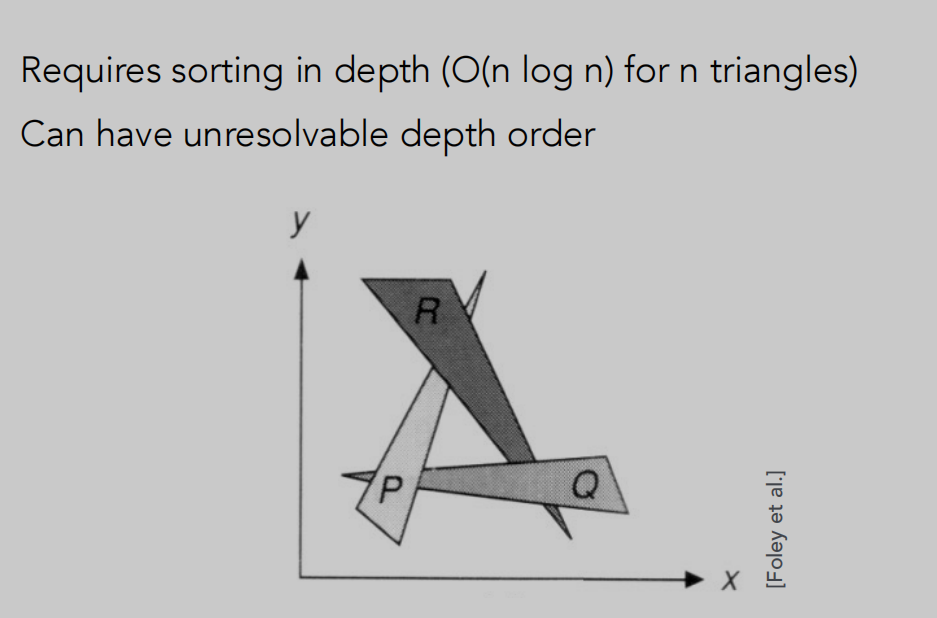 Requires sorting in depth (O(n log n) for n triangles)
Can have unresolvable depth order
y
R
P
Q
x
[Foley et al.]